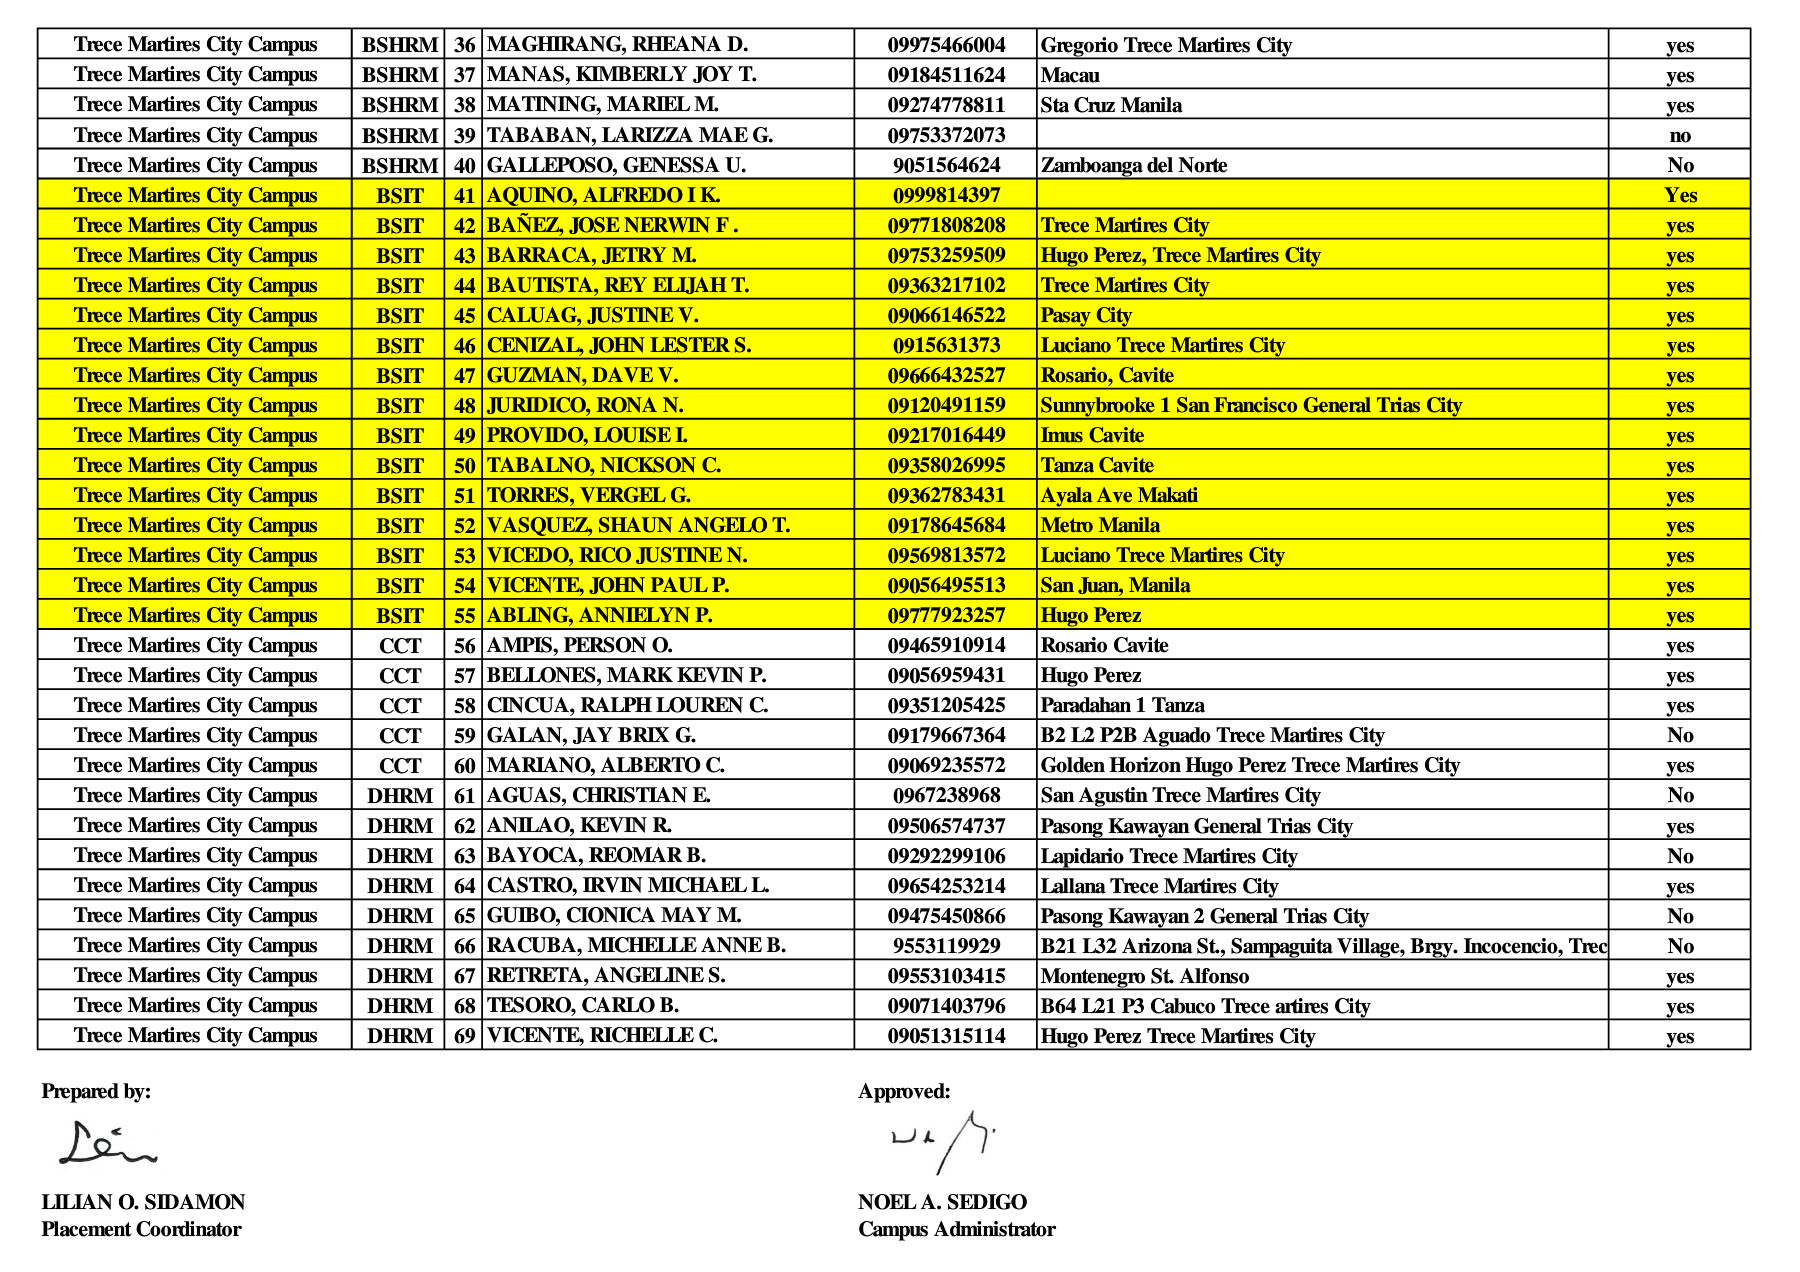 Trece Martires City Campus BSHRM 36 MAGHIRANG, RHEANA D. 09975466004 Gregorio Trece Martires City yes
Trece Martires City Campus BSHRM 37 MANAS, KIMBERLY JOY T. 09184511624 Macau yes
Trece Martires City Campus BSHRM 38 MATINING, MARIEL M. 09274778811 Sta Cruz Manila yes
Trece Martires City Campus BSHRM 39 TABABAN, LARIZZA MAE G. 09753372073 no
Trece Martires City Campus BSHRM 40 GALLEPOSO, GENESSA U. 9051564624 Zamboanga del Norte No
Trece Martires City Campus BSIT 41 AQUINO, ALFREDO I K. 0999814397 Yes
Trece Martires City Campus BSIT 42 BAÑEZ, JOSE NERWIN F . 09771808208 Trece Martires City yes
Trece Martires City Campus BSIT 43 BARRACA, JETRY M. 09753259509 Hugo Perez, Trece Martires City yes
Trece Martires City Campus BSIT 44 BAUTISTA, REY ELIJAH T. 09363217102 Trece Martires City yes
Trece Martires City Campus BSIT 45 CALUAG, JUSTINE V. 09066146522 Pasay City yes
Trece Martires City Campus BSIT 46 CENIZAL, JOHN LESTER S. 0915631373 Luciano Trece Martires City yes
Trece Martires City Campus BSIT 47 GUZMAN, DAVE V. 09666432527 Rosario, Cavite yes
Trece Martires City Campus BSIT 48 JURIDICO, RONA N. 09120491159 Sunnybrooke 1 San Francisco General Trias City yes
Trece Martires City Campus BSIT 49 PROVIDO, LOUISE I. 09217016449 Imus Cavite yes
Trece Martires City Campus BSIT 50 TABALNO, NICKSON C. 09358026995 Tanza Cavite yes
Trece Martires City Campus BSIT 51 TORRES, VERGEL G. 09362783431 Ayala Ave Makati yes
Trece Martires City Campus BSIT 52 VASQUEZ, SHAUN ANGELO T. 09178645684 Metro Manila yes
Trece Martires City Campus BSIT 53 VICEDO, RICO JUSTINE N. 09569813572 Luciano Trece Martires City yes
Trece Martires City Campus BSIT 54 VICENTE, JOHN PAUL P. 09056495513 San Juan, Manila yes
Trece Martires City Campus BSIT 55 ABLING, ANNIELYN P. 09777923257 Hugo Perez yes
Trece Martires City Campus CCT 56 AMPIS, PERSON O. 09465910914 Rosario Cavite yes
Trece Martires City Campus CCT 57 BELLONES, MARK KEVIN P. 09056959431 Hugo Perez yes
Trece Martires City Campus CCT 58 CINCUA, RALPH LOUREN C. 09351205425 Paradahan 1 Tanza yes
Trece Martires City Campus CCT 59 GALAN, JAY BRIX G. 09179667364 B2 L2 P2B Aguado Trece Martires City No
Trece Martires City Campus CCT 60 MARIANO, ALBERTO C. 09069235572 Golden Horizon Hugo Perez Trece Martires City yes
Trece Martires City Campus DHRM 61 AGUAS, CHRISTIAN E. 0967238968 San Agustin Trece Martires City No
Trece Martires City Campus DHRM 62 ANILAO, KEVIN R. 09506574737 Pasong Kawayan General Trias City yes
Trece Martires City Campus DHRM 63 BAYOCA, REOMAR B. 09292299106 Lapidario Trece Martires City No
Trece Martires City Campus DHRM 64 CASTRO, IRVIN MICHAEL L. 09654253214 Lallana Trece Martires City yes
Trece Martires City Campus DHRM 65 GUIBO, CIONICA MAY M. 09475450866 Pasong Kawayan 2 General Trias City No
Trece Martires City Campus DHRM 66 RACUBA, MICHELLE ANNE B. 9553119929 B21 L32 Arizona St., Sampaguita Village, Brgy. Incocencio, Trec No
Trece Martires City Campus DHRM 67 RETRETA, ANGELINE S. 09553103415 Montenegro St. Alfonso yes
Trece Martires City Campus DHRM 68 TESORO, CARLO B. 09071403796 B64 L21 P3 Cabuco Trece artires City yes
Trece Martires City Campus DHRM 69 VICENTE, RICHELLE C. 09051315114 Hugo Perez Trece Martires City yes
Prepared by: Approved:
LILIAN O. SIDAMON NOEL A. SEDIGO
Placement Coordinator Campus Administrator